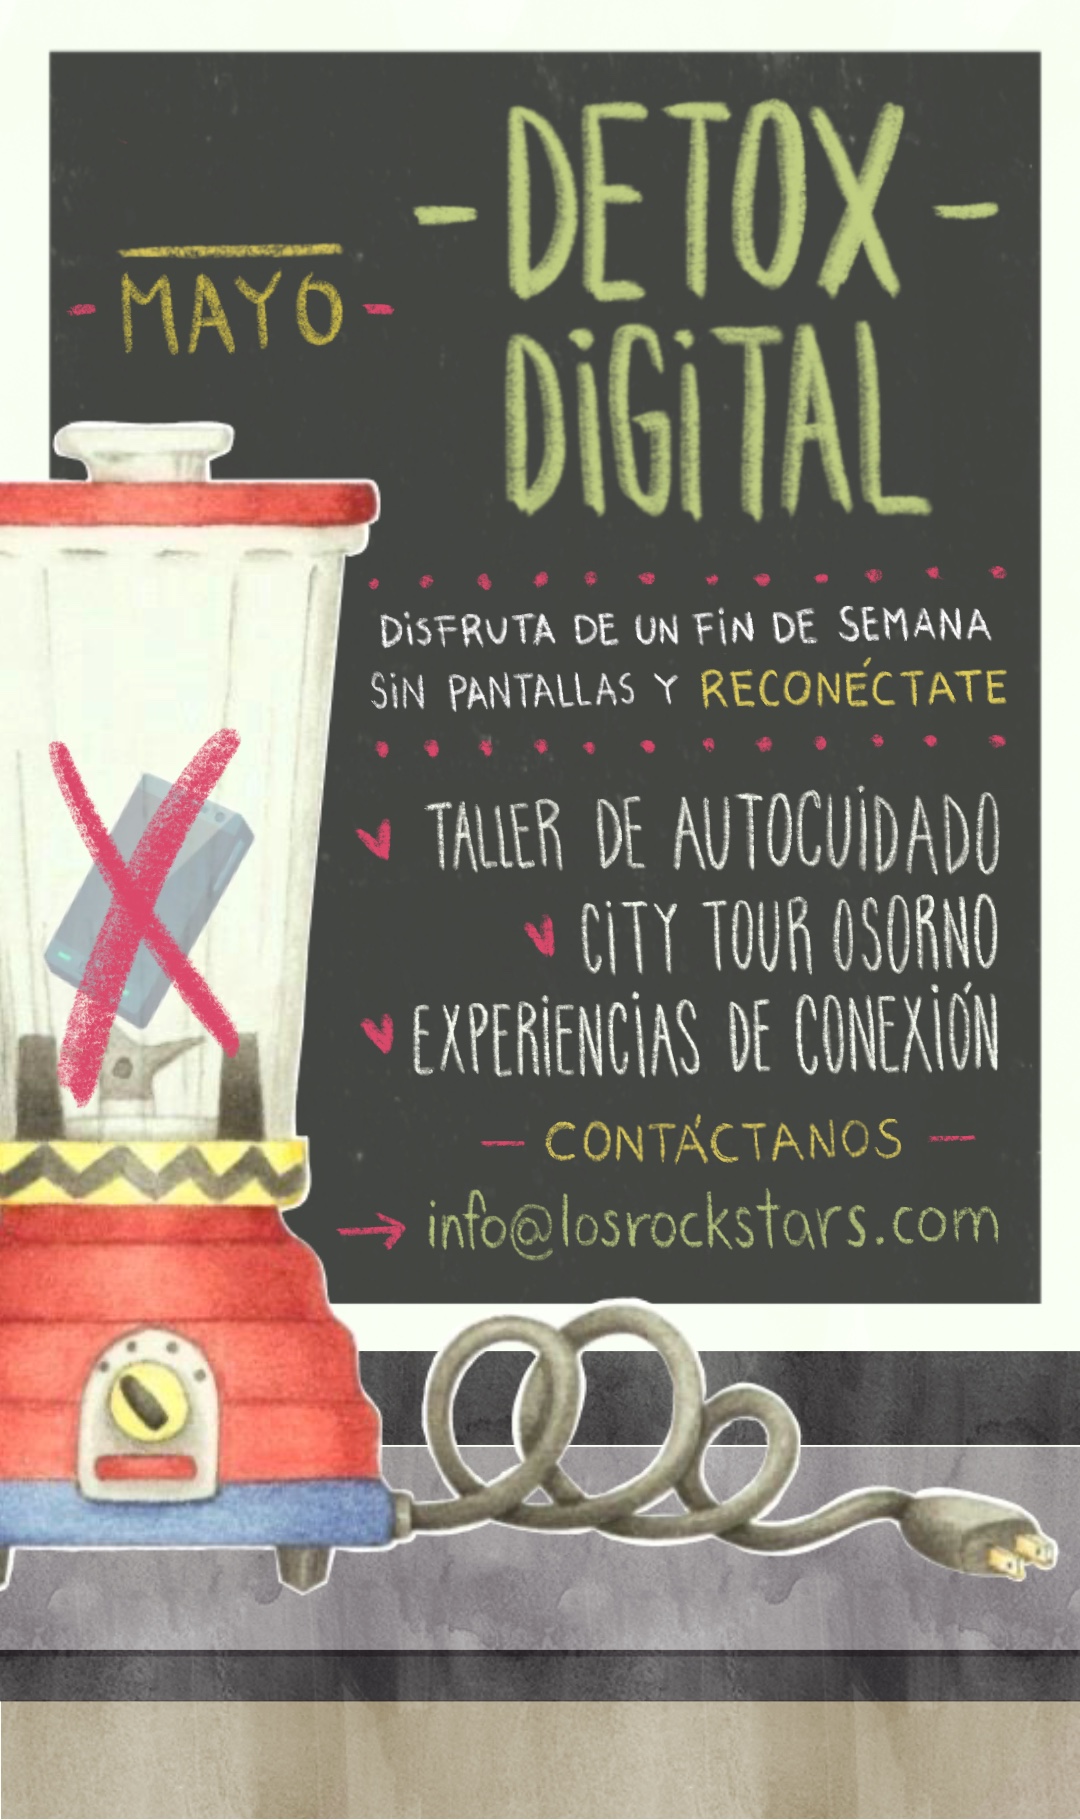 DETOX
DiGiTAL
MAYO
DiSFRUTA DE UN FiN DE SEMANA
SiN PANTALLAS Y RECONÉCTATE
TALLER DE AUTOCUiDADO
CiTY TOUR OSORNO
EXPERiENCiAS DE CONEXiÓN
CONTÁCTANOS
info@losrockstars.com